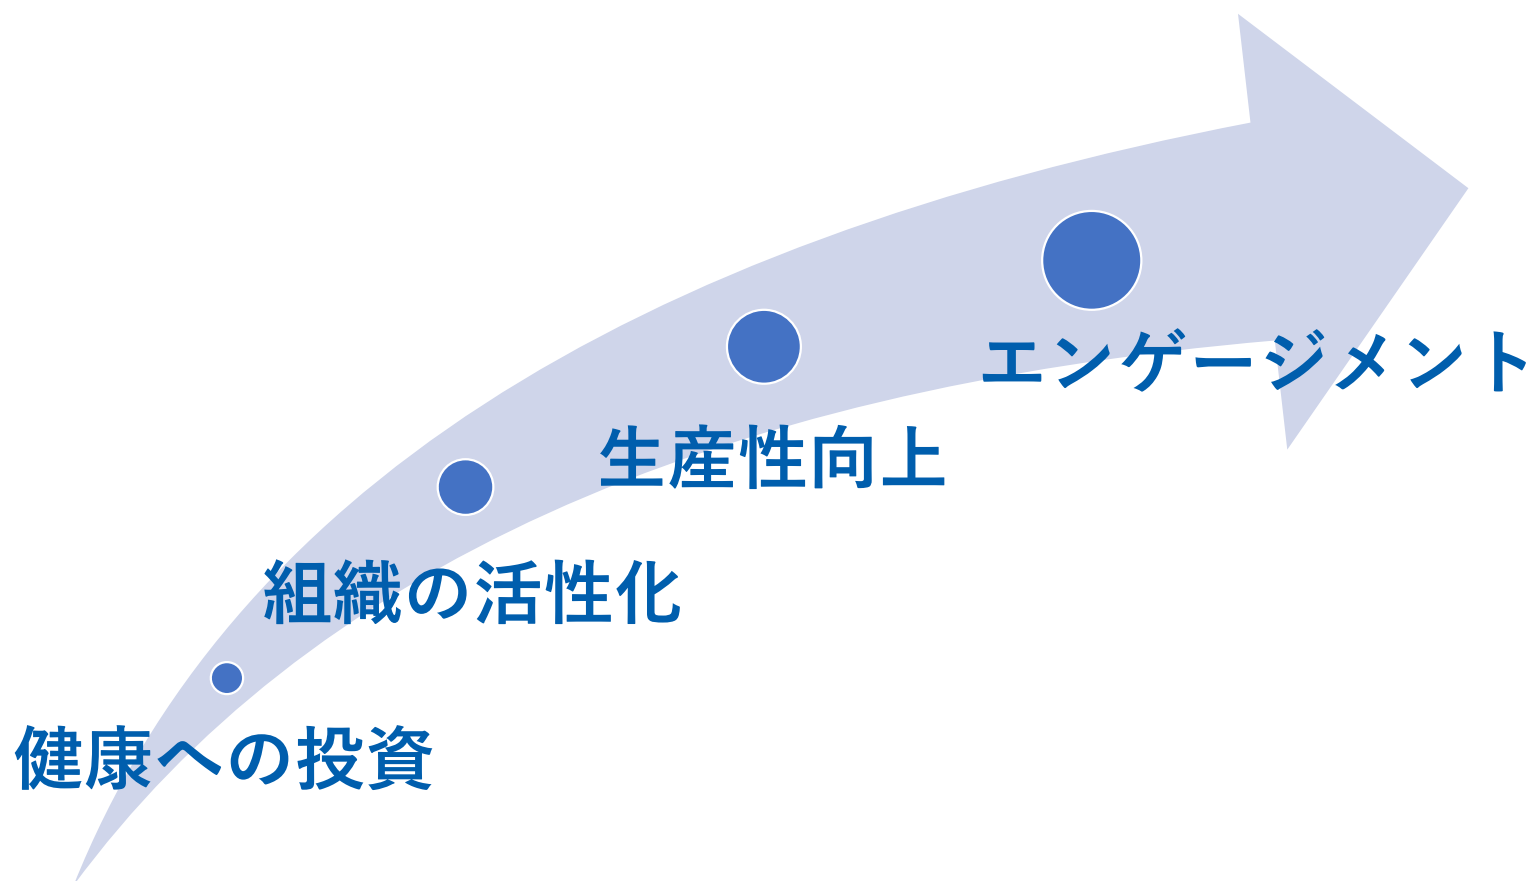 エンゲージメント
生産性向上
組織の活性化
健康への投資